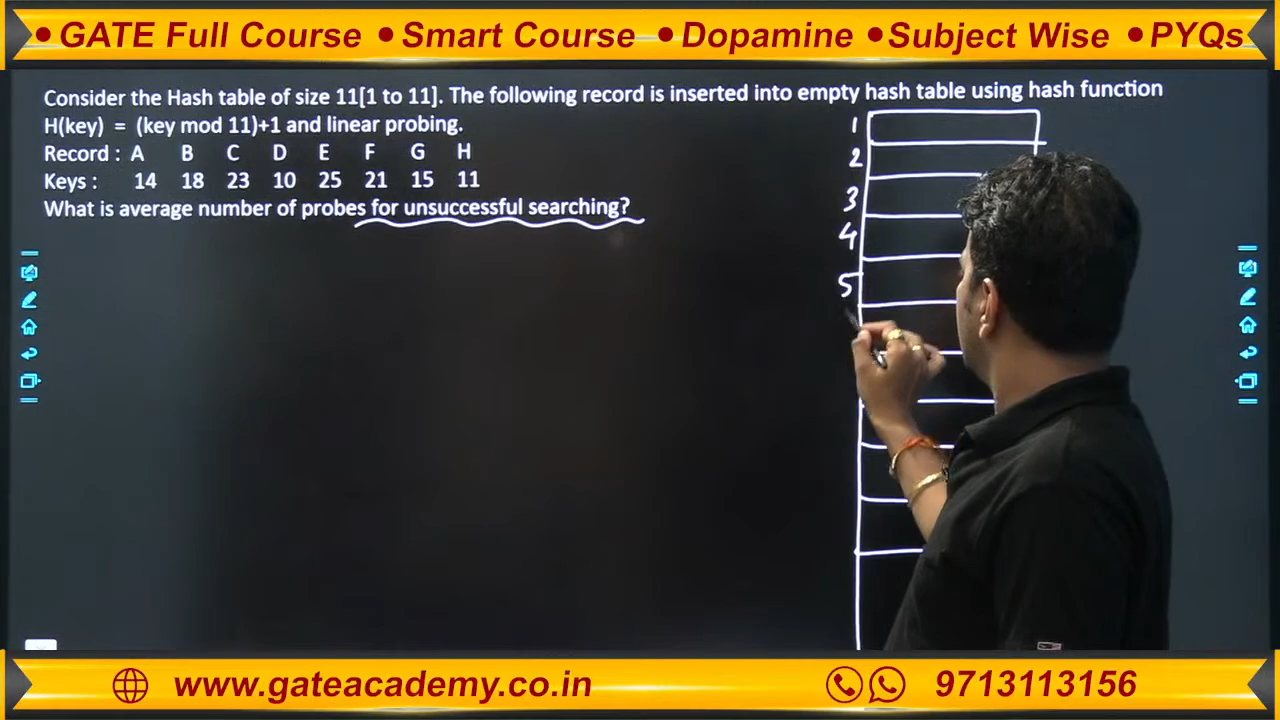 • GATE Full Course • Smart Course • Dopamine • Subject Wise • PYQs
Consider the Hash table of size 11[1 to 11]. The following record is inserted into empty hash table using hash function
H(key) = (key mod 11)+1 and linear probing.
Record : A B C D E F G H
Keys : 14 18 23 10 25 21 15 11
What is average number of probes for unsuccessful searching?
1
2
3
4
5
www.gateacademy.co.in 9713113156